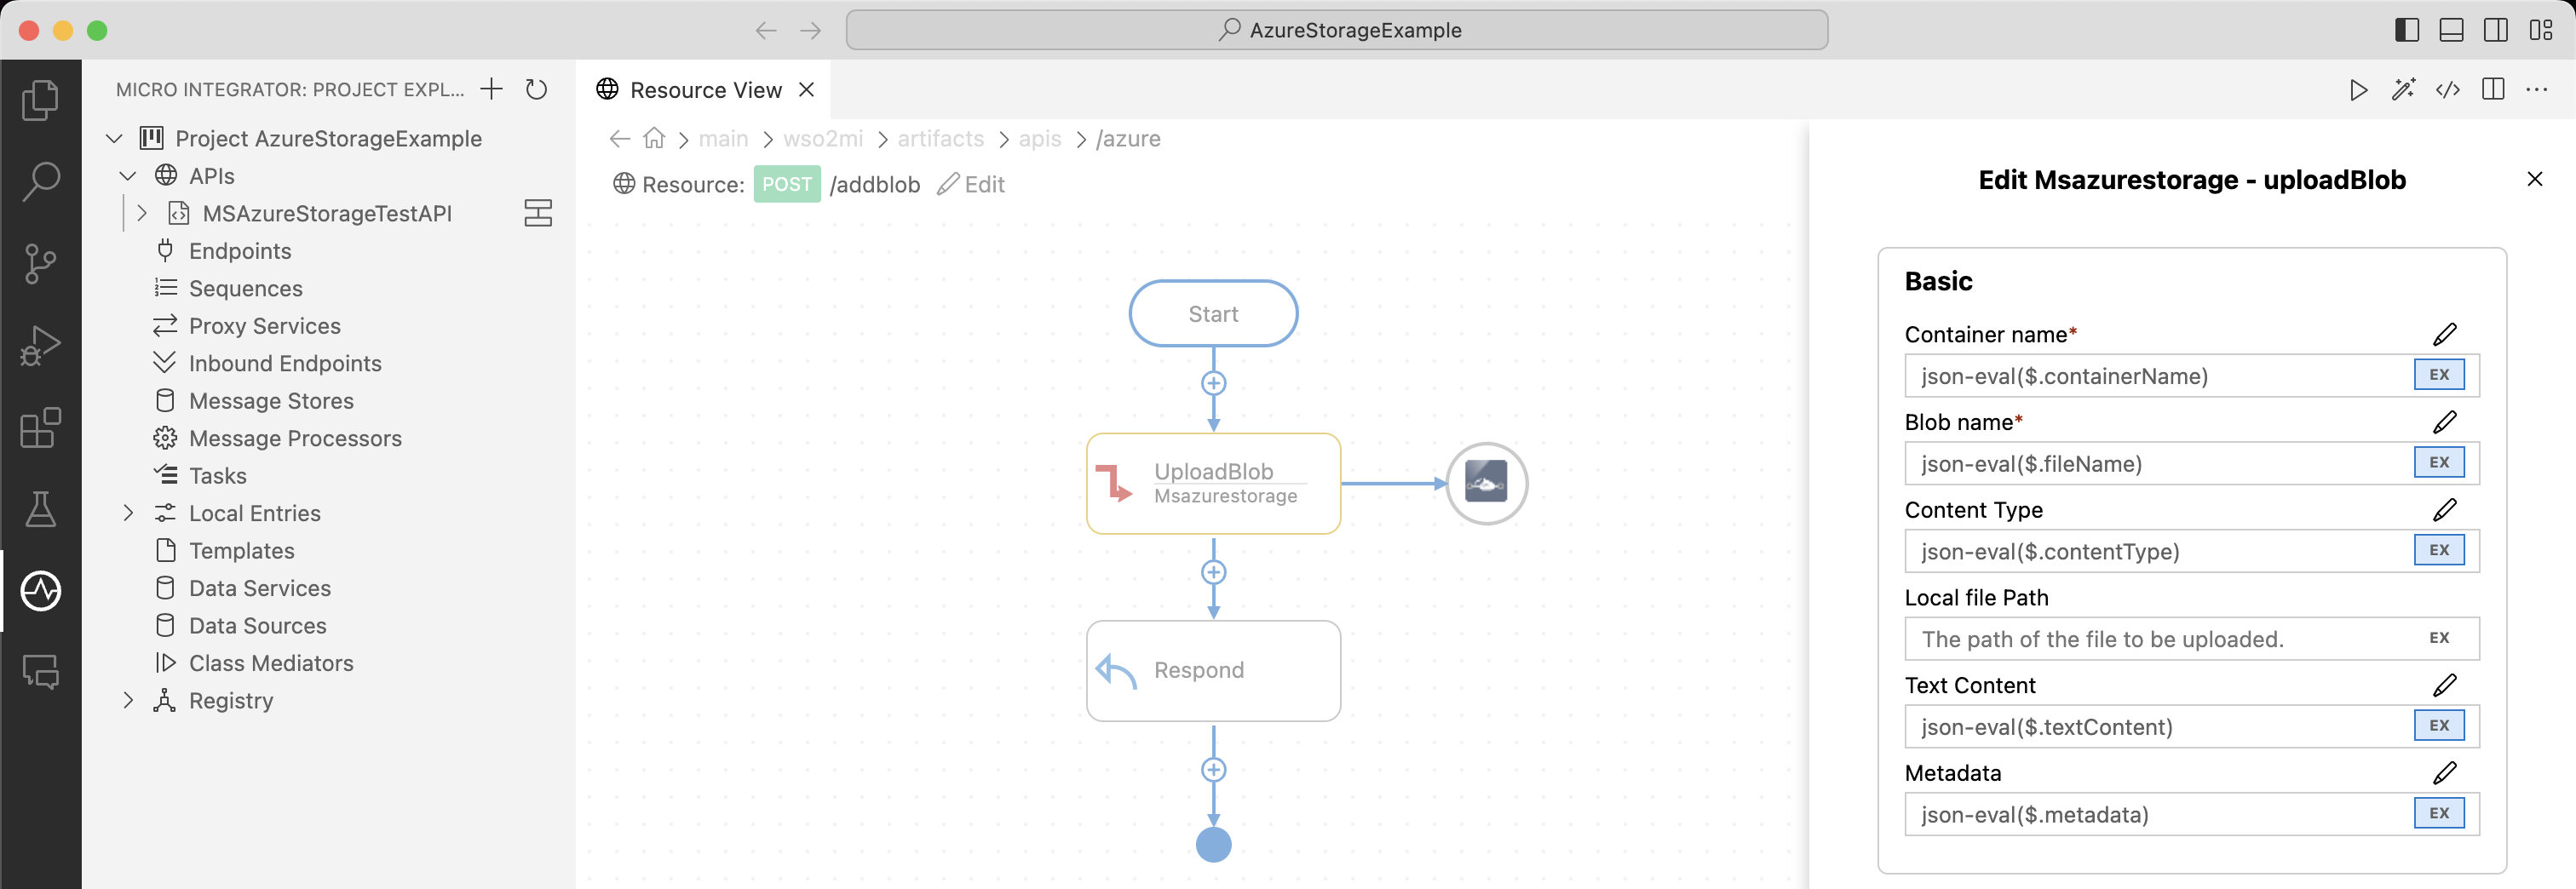 AzureStorageExample
MICRO INTEGRATOR: PROJECT EXPL...
Project AzureStorageExample
APIs
MSAzureStorageTestAPI
Endpoints
Sequences
Proxy Services
Inbound Endpoints
Message Stores
Message Processors
Tasks
Local Entries
Templates
Data Services
Data Sources
Class Mediators
Registry
Resource View
main > wso2mi > artifacts > apis > /azure
Resource: POST /addblob Edit
Start
UploadBlob
Msazurestorage
Respond
Edit Msazurestorage - uploadBlob
Basic
Container name*
json-eval($.containerName) EX
Blob name*
json-eval($.fileName) EX
Content Type
json-eval($.contentType) EX
Local file Path
The path of the file to be uploaded. EX
Text Content
json-eval($.textContent) EX
Metadata
json-eval($.metadata) EX